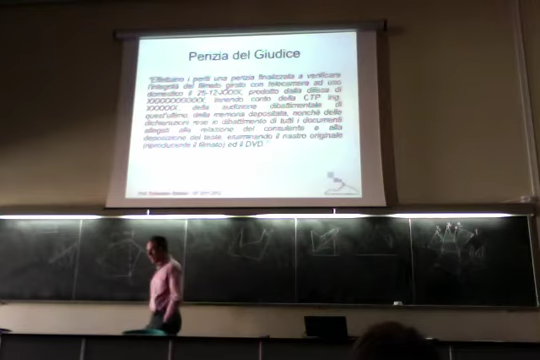 Perizia del Giudice
"Effettuino i periti una perizia finalizzata a verificare
l'integrità del filmato girato con telecamera ad uso
domestico il 25-12-XXXX, prodotto dalla difesa di
XXXXXXXXXXX, tenendo conto della CTP ing.
XXXXXX della audizione dibattimentale di
quest'ultimo, della memoria depositata, nonché delle
dichiarazioni rese in dibattimento di tutti i documenti
allegati alla relazione del consulente e alla
deposizione del teste, esaminando il nastro originale
(riproducente il filmato) ed il DVD."